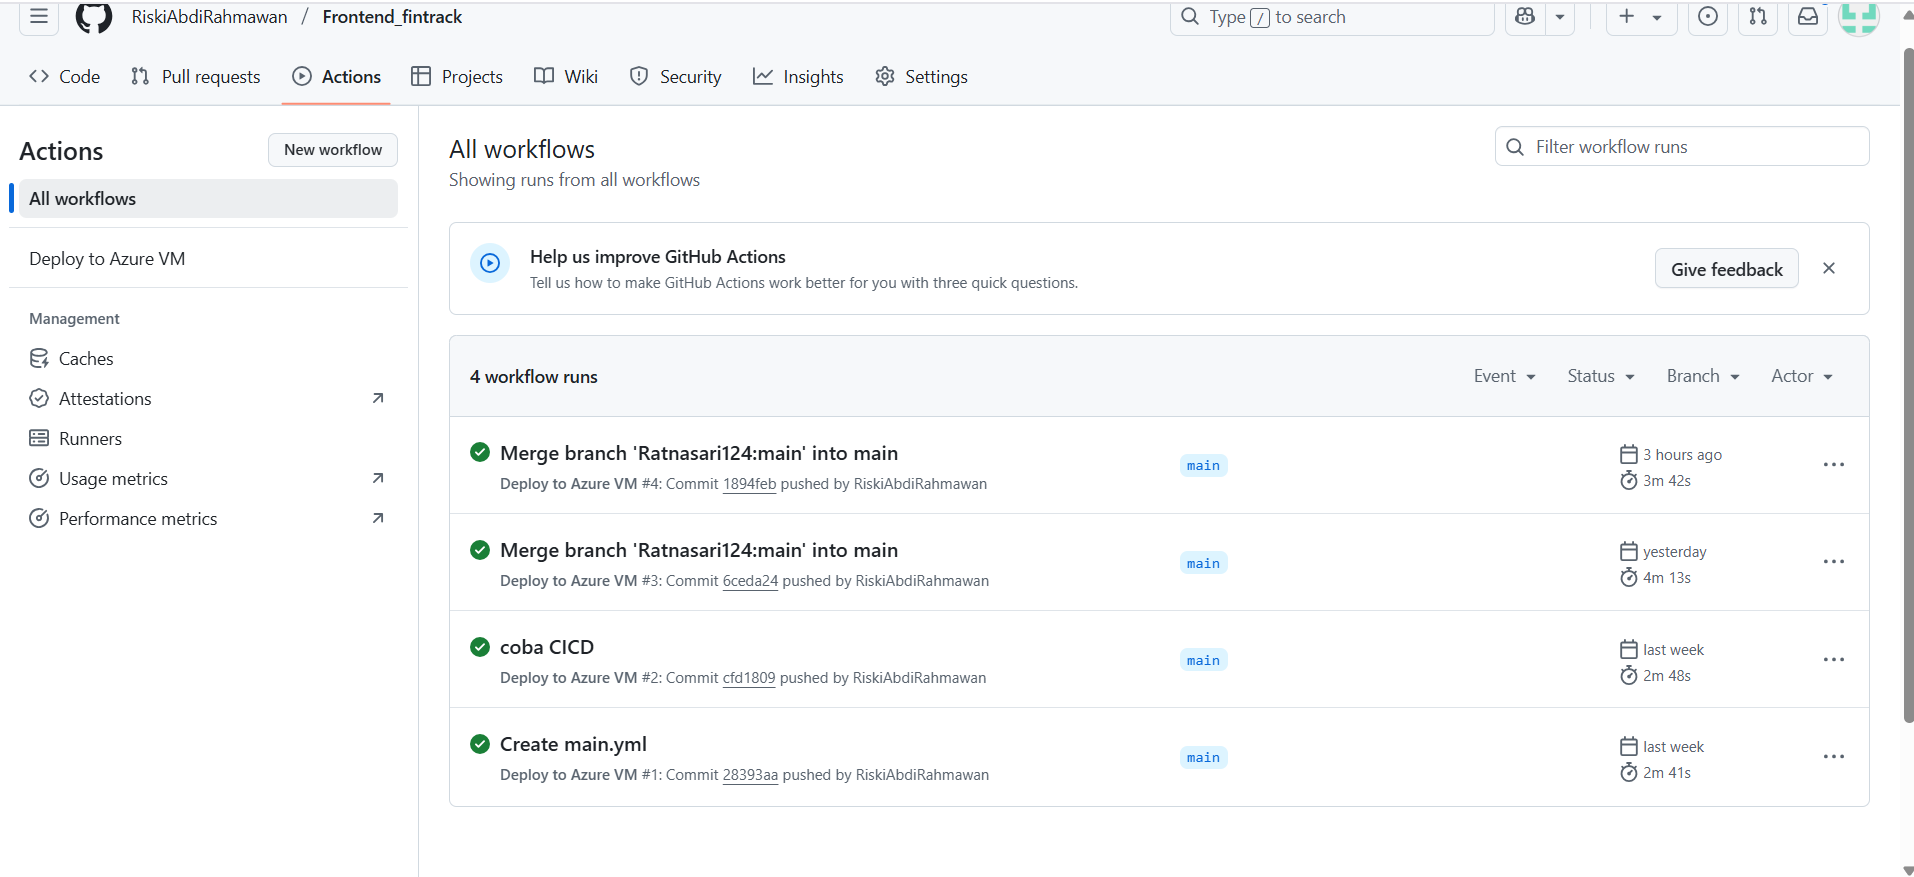 RiskiAbdiRahmawan / Frontend_fintrack
Type / to search
Code Pull requests Actions Projects Wiki Security Insights Settings
Actions
New workflow
All workflows
Deploy to Azure VM
Management
Caches
Attestations
Runners
Usage metrics
Performance metrics
All workflows
Showing runs from all workflows
Filter workflow runs
Help us improve GitHub Actions
Tell us how to make GitHub Actions work better for you with three quick questions.
Give feedback
4 workflow runs
Event Status Branch Actor
Merge branch 'Ratnasari124:main' into main
Deploy to Azure VM #4: Commit 1894feb pushed by RiskiAbdiRahmawan
main
3 hours ago
3m 42s
Merge branch 'Ratnasari124:main' into main
Deploy to Azure VM #3: Commit 6ceda24 pushed by RiskiAbdiRahmawan
main
yesterday
4m 13s
coba CICD
Deploy to Azure VM #2: Commit cfd1809 pushed by RiskiAbdiRahmawan
main
last week
2m 48s
Create main.yml
Deploy to Azure VM #1: Commit 28393aa pushed by RiskiAbdiRahmawan
main
last week
2m 41s